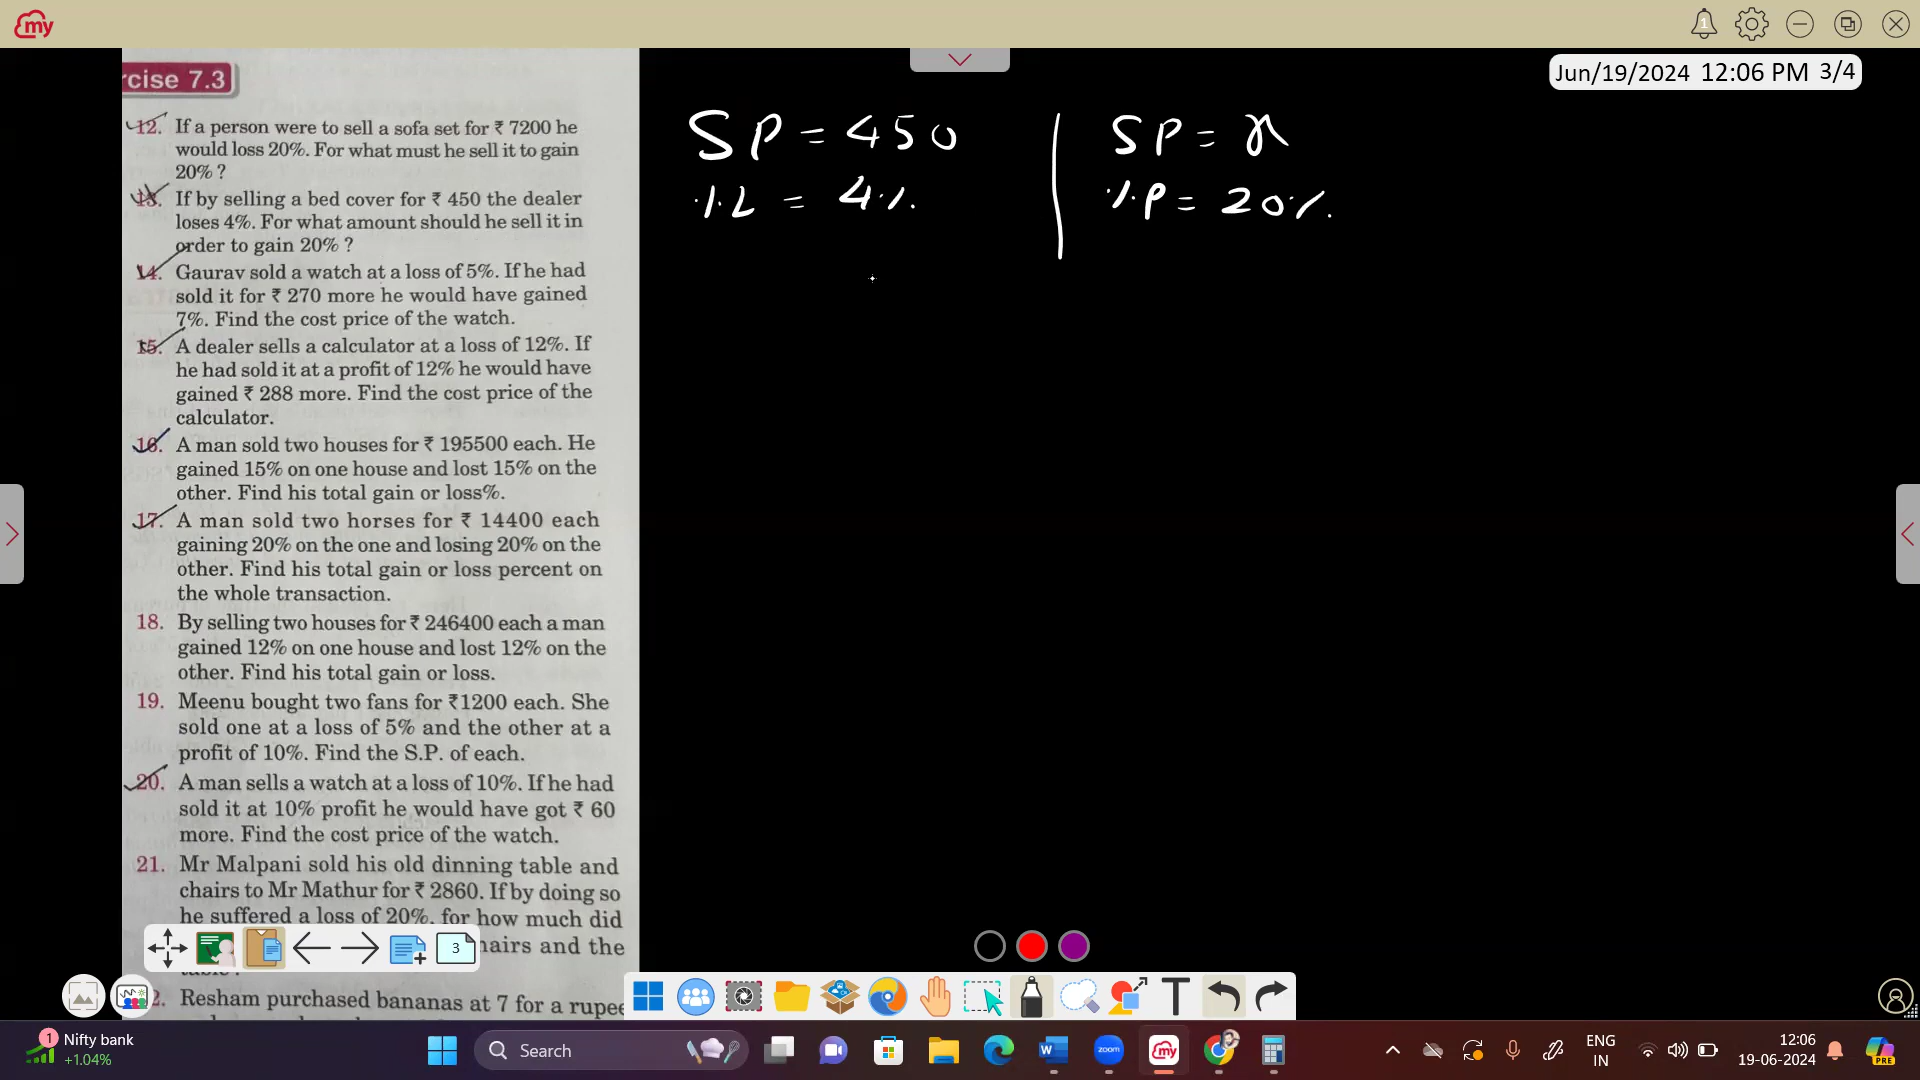 my
1
Jun/19/2024 12:06 PM 3/4
rcise 7.3
12. If a person were to sell a sofa set for ₹ 7200 he
would loss 20%. For what must he sell it to gain
20% ?
13. If by selling a bed cover for ₹ 450 the dealer
loses 4%. For what amount should he sell it in
order to gain 20% ?
14. Gaurav sold a watch at a loss of 5%. If he had
sold it for ₹ 270 more he would have gained
7%. Find the cost price of the watch.
15. A dealer sells a calculator at a loss of 12%. If
he had sold it at a profit of 12% he would have
gained ₹ 288 more. Find the cost price of the
calculator.
16. A man sold two houses for ₹ 195500 each. He
gained 15% on one house and lost 15% on the
other. Find his total gain or loss%.
17. A man sold two horses for ₹ 14400 each
gaining 20% on the one and losing 20% on the
other. Find his total gain or loss percent on
the whole transaction.
18. By selling two houses for ₹ 246400 each a man
gained 12% on one house and lost 12% on the
other. Find his total gain or loss.
19. Meenu bought two fans for ₹1200 each. She
sold one at a loss of 5% and the other at a
profit of 10%. Find the S.P. of each.
20. A man sells a watch at a loss of 10%. If he had
sold it at 10% profit he would have got ₹ 60
more. Find the cost price of the watch.
21. Mr Malpani sold his old dinning table and
chairs to Mr Mathur for ₹ 2860. If by doing so
he suffered a loss of 20%, for how much did
hairs and the
2. Resham purchased bananas at 7 for a rupee
SP = 450
%L = 4%.
SP = x
%P = 20%.
3
T
1
Nifty bank
+1.04%
Search
W
zoom
my
ENG
IN
12:06
19-06-2024
PRE